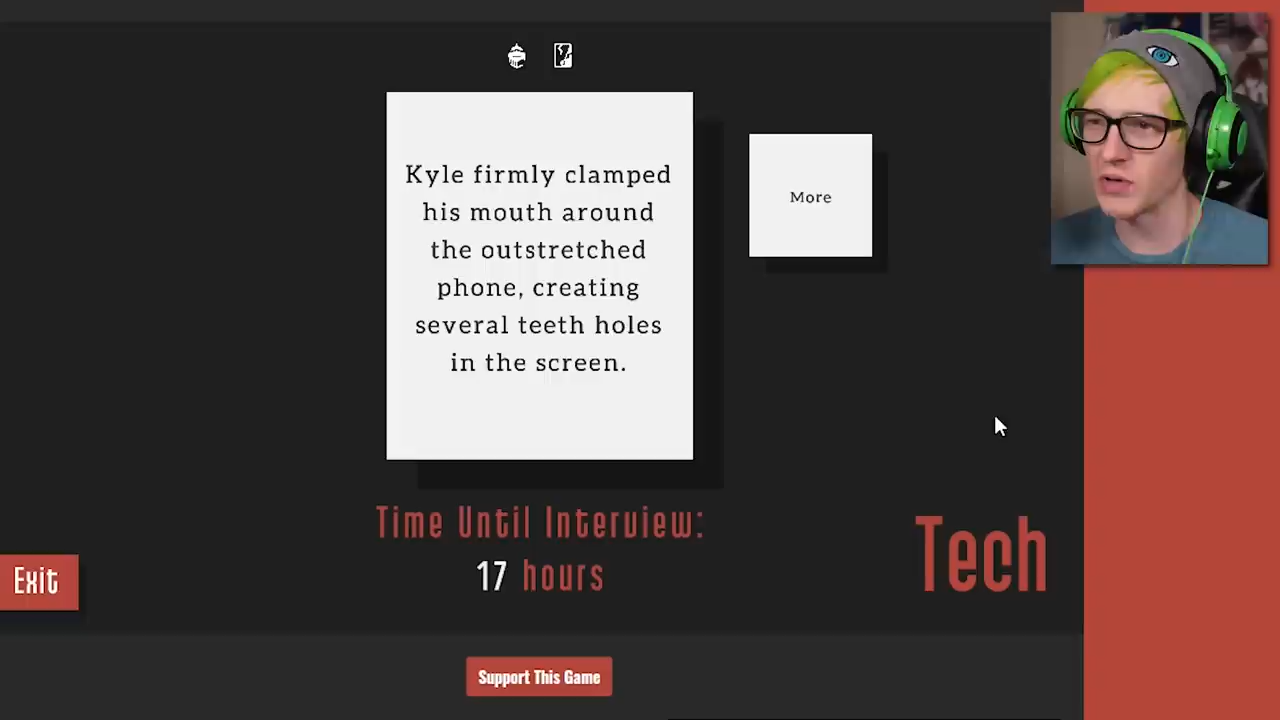 Kyle firmly clamped
his mouth around
the outstretched
phone, creating
several teeth holes
in the screen.
More
Time Until Interview:
17 hours
Tech
Exit
Support This Game